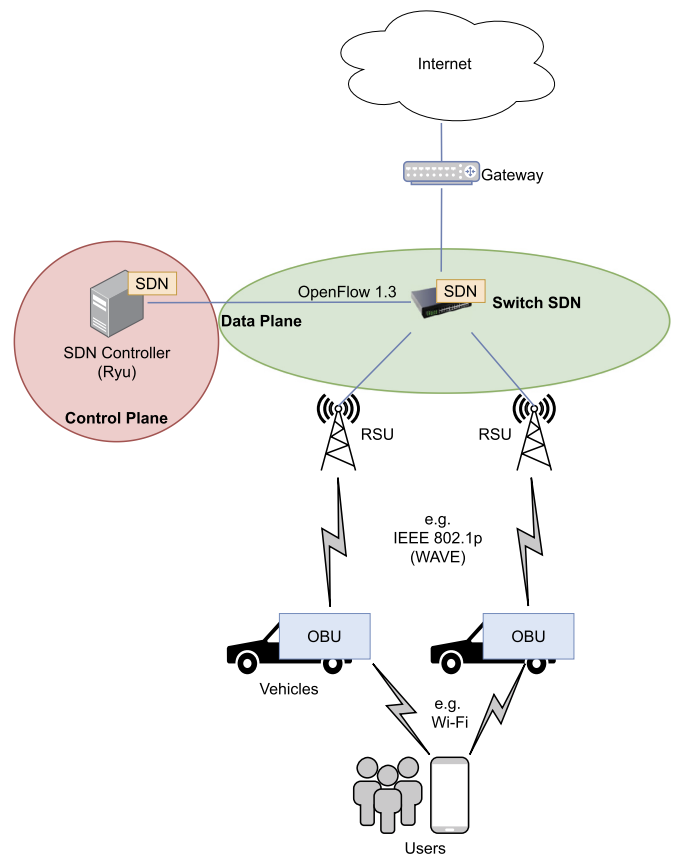 Internet
Gateway
SDN
OpenFlow 1.3
SDN
Switch SDN
Data Plane
SDN Controller
(Ryu)
Control Plane
RSU
RSU
e.g.
IEEE 802.1p
(WAVE)
OBU
OBU
Vehicles
e.g.
Wi-Fi
Users